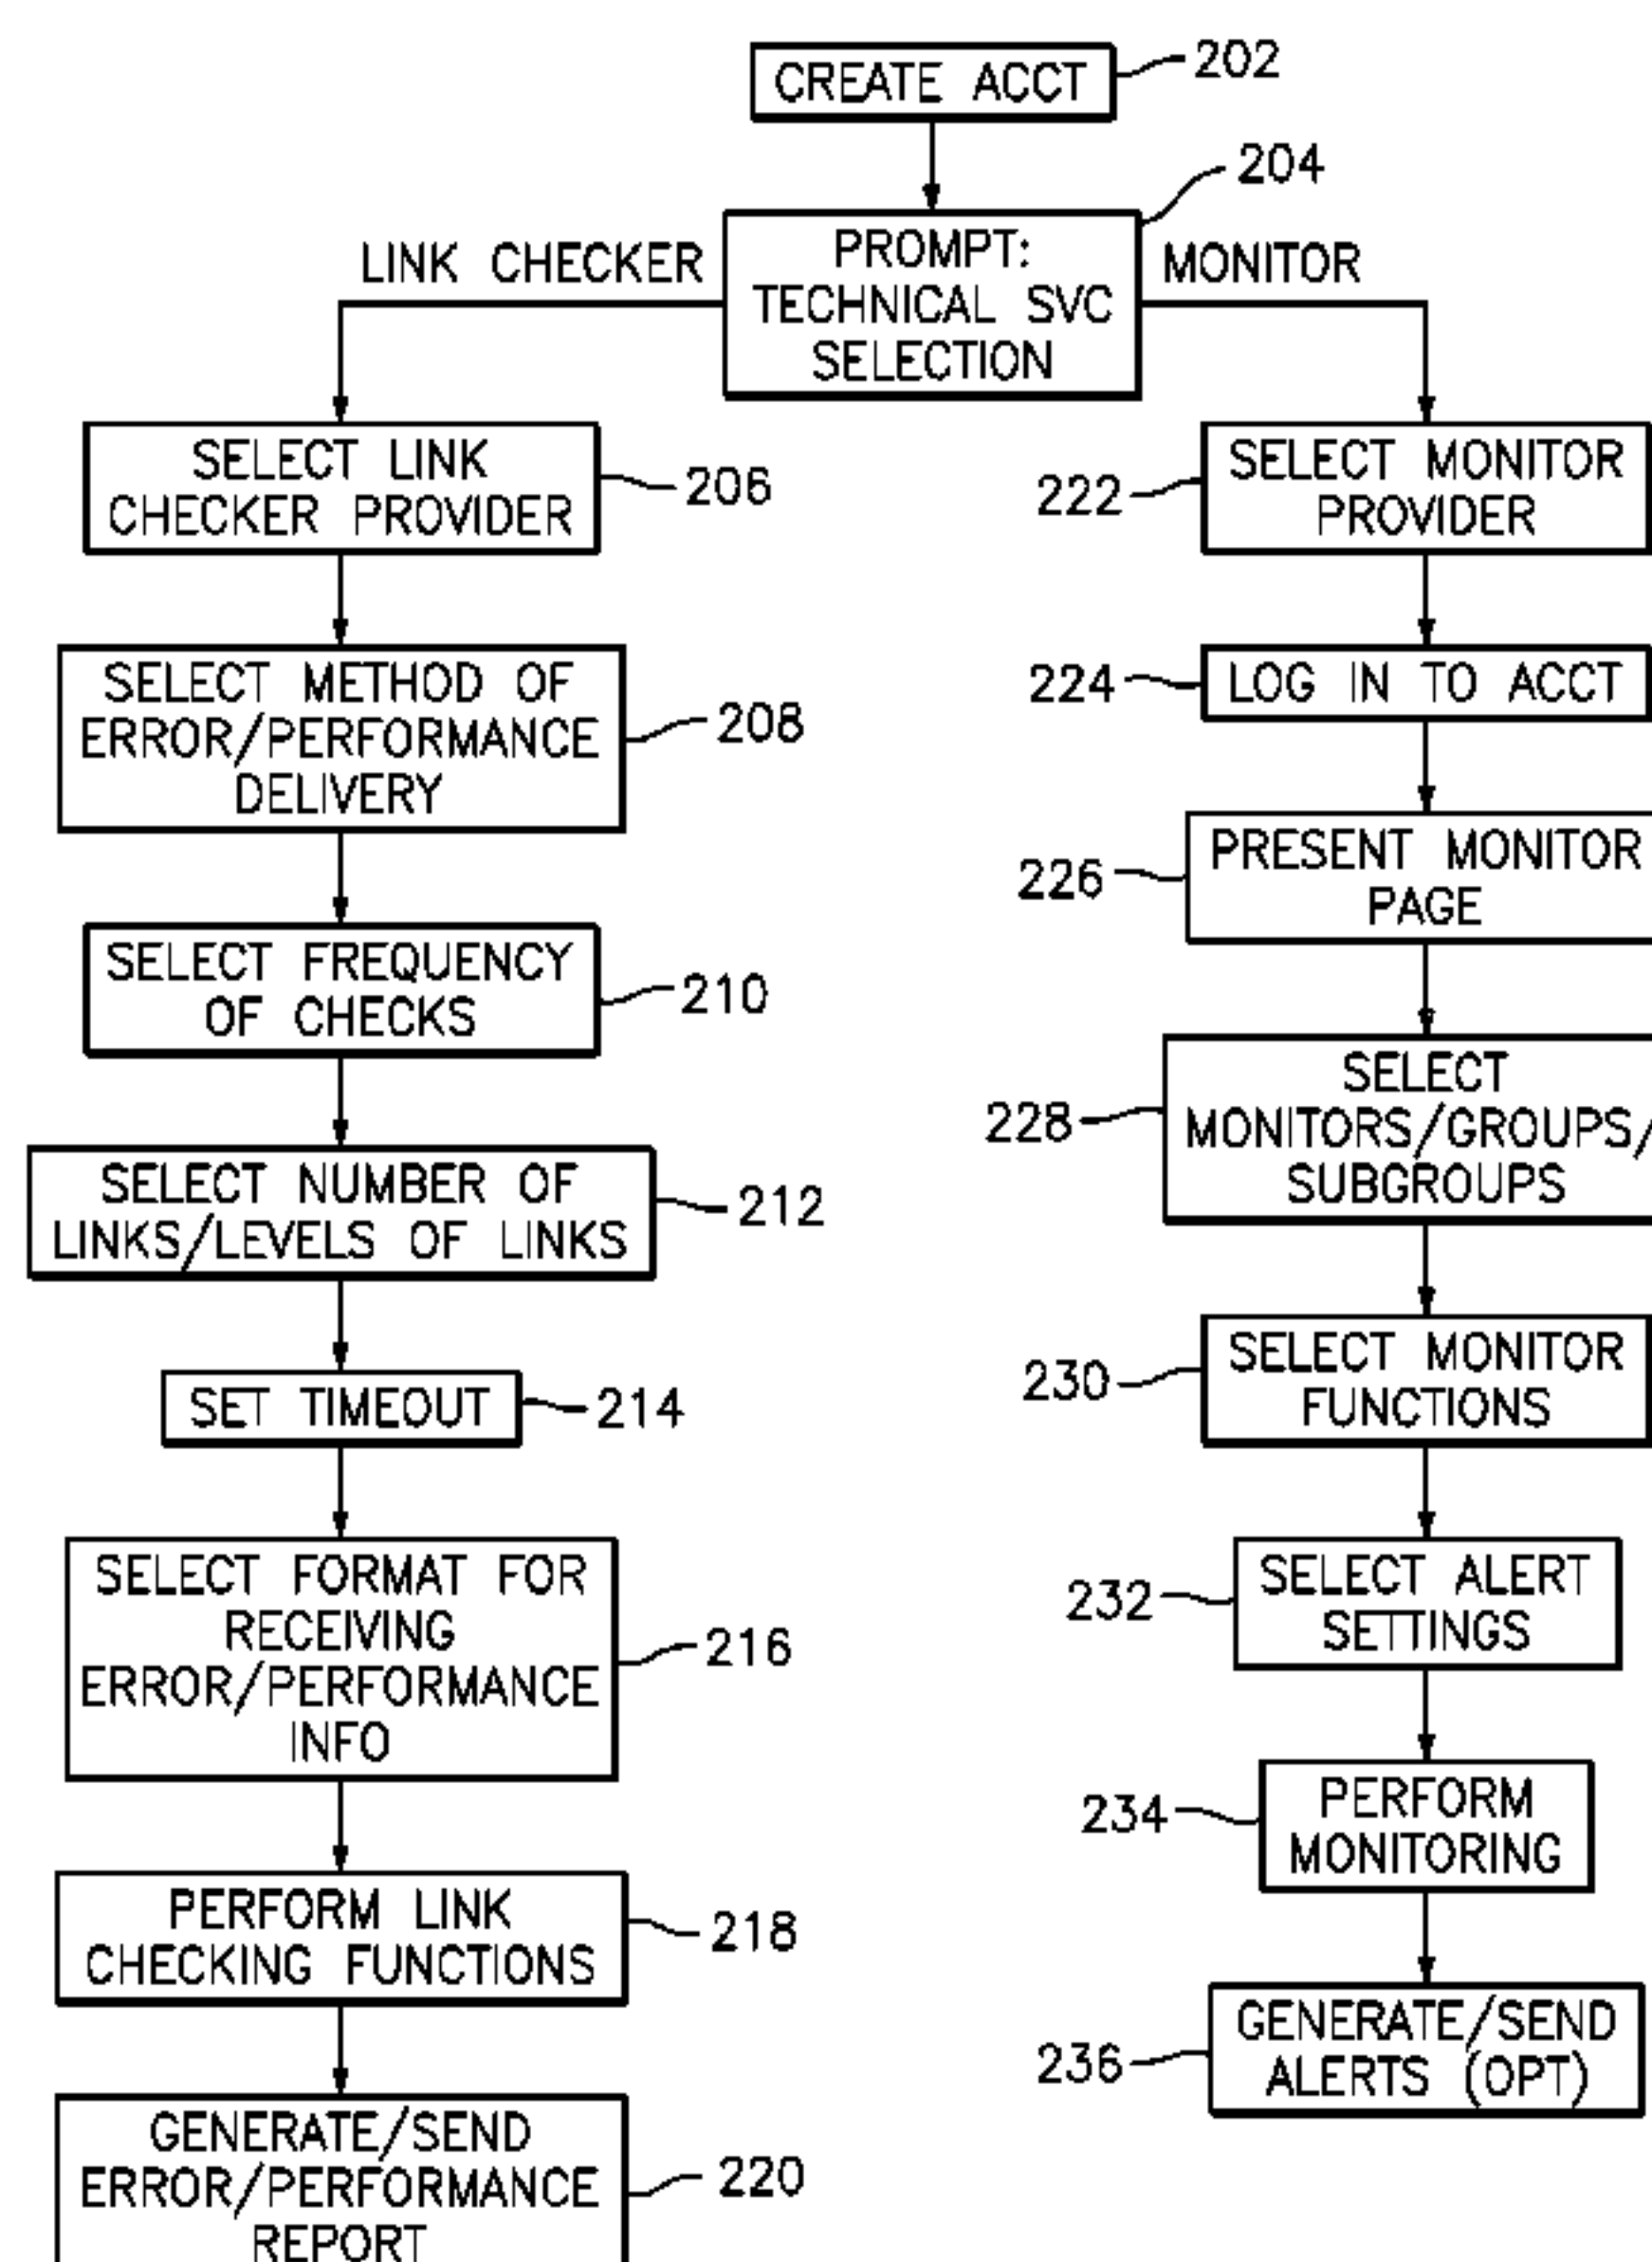 CREATE ACCT
202
204
PROMPT:
TECHNICAL SVC
SELECTION
LINK CHECKER
MONITOR
SELECT LINK
CHECKER PROVIDER
206
SELECT METHOD OF
ERROR/PERFORMANCE
DELIVERY
208
SELECT FREQUENCY
OF CHECKS
210
SELECT NUMBER OF
LINKS/LEVELS OF LINKS
212
SET TIMEOUT
214
SELECT FORMAT FOR
RECEIVING
ERROR/PERFORMANCE
INFO
216
PERFORM LINK
CHECKING FUNCTIONS
218
GENERATE/SEND
ERROR/PERFORMANCE
REPORT
220
SELECT MONITOR
PROVIDER
222
LOG IN TO ACCT
224
PRESENT MONITOR
PAGE
226
SELECT
MONITORS/GROUPS/
SUBGROUPS
228
SELECT MONITOR
FUNCTIONS
230
SELECT ALERT
SETTINGS
232
PERFORM
MONITORING
234
GENERATE/SEND
ALERTS (OPT)
236